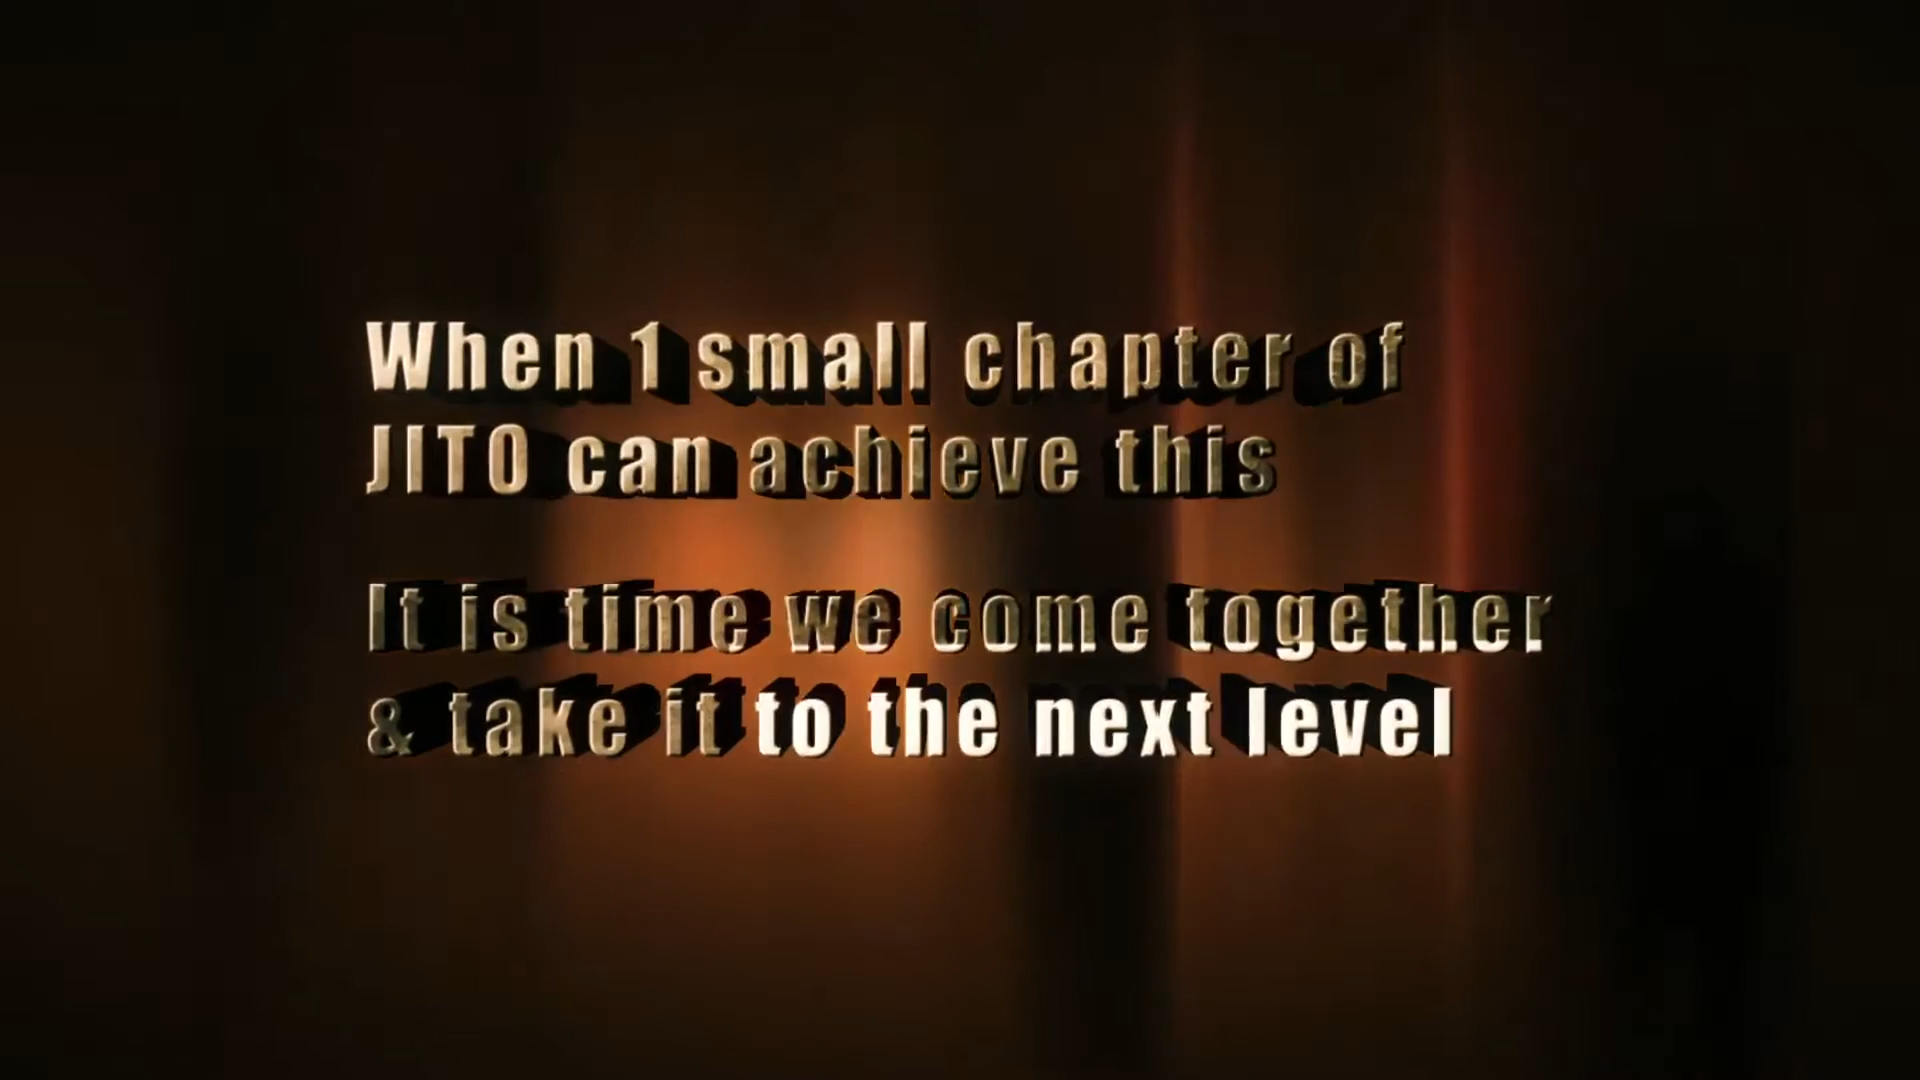 When 1 small chapter of
JITO can achieve this
It is time we come together
& take it to the next level